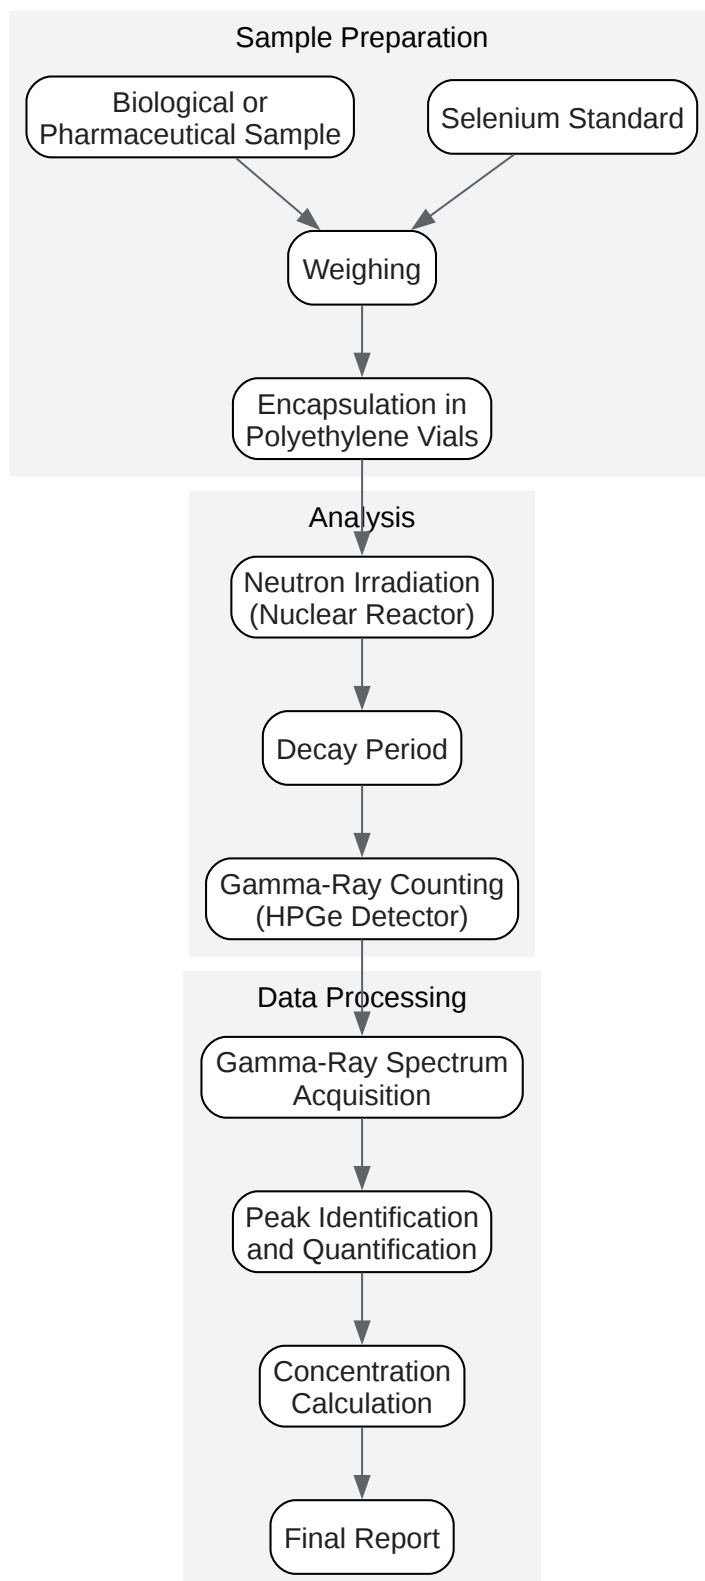 Sample Preparation
Biological or
Pharmaceutical Sample
Selenium Standard
Weighing
Encapsulation in
Polyethylene Vials
Analysis
Neutron Irradiation
(Nuclear Reactor)
Decay Period
Gamma-Ray Counting
(HPGe Detector)
Data Processing
Gamma-Ray Spectrum
Acquisition
Peak Identification
and Quantification
Concentration
Calculation
Final Report